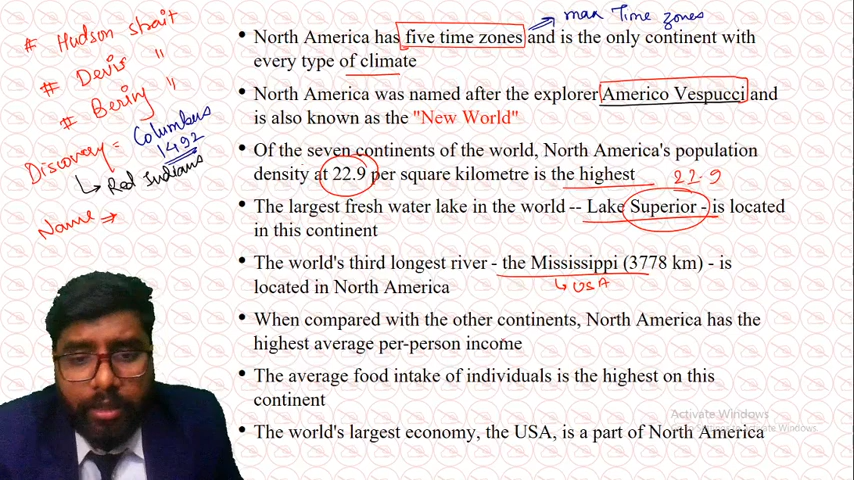 # Hudson strait
# Devis "
# Bering "
Discovery = Columbus
1492
↳ Red Indians
Name ⇒
max Time zones
• North America has five time zones and is the only continent with
every type of climate
• North America was named after the explorer Americo Vespucci and
is also known as the "New World"
• Of the seven continents of the world, North America's population
density at 22.9 per square kilometre is the highest
22.9
• The largest fresh water lake in the world -- Lake Superior - is located
in this continent
• The world's third longest river - the Mississippi (3778 km) - is
↳ USA
located in North America
• When compared with the other continents, North America has the
highest average per-person income
• The average food intake of individuals is the highest on this
continent
• The world's largest economy, the USA, is a part of North America
Activate Windows